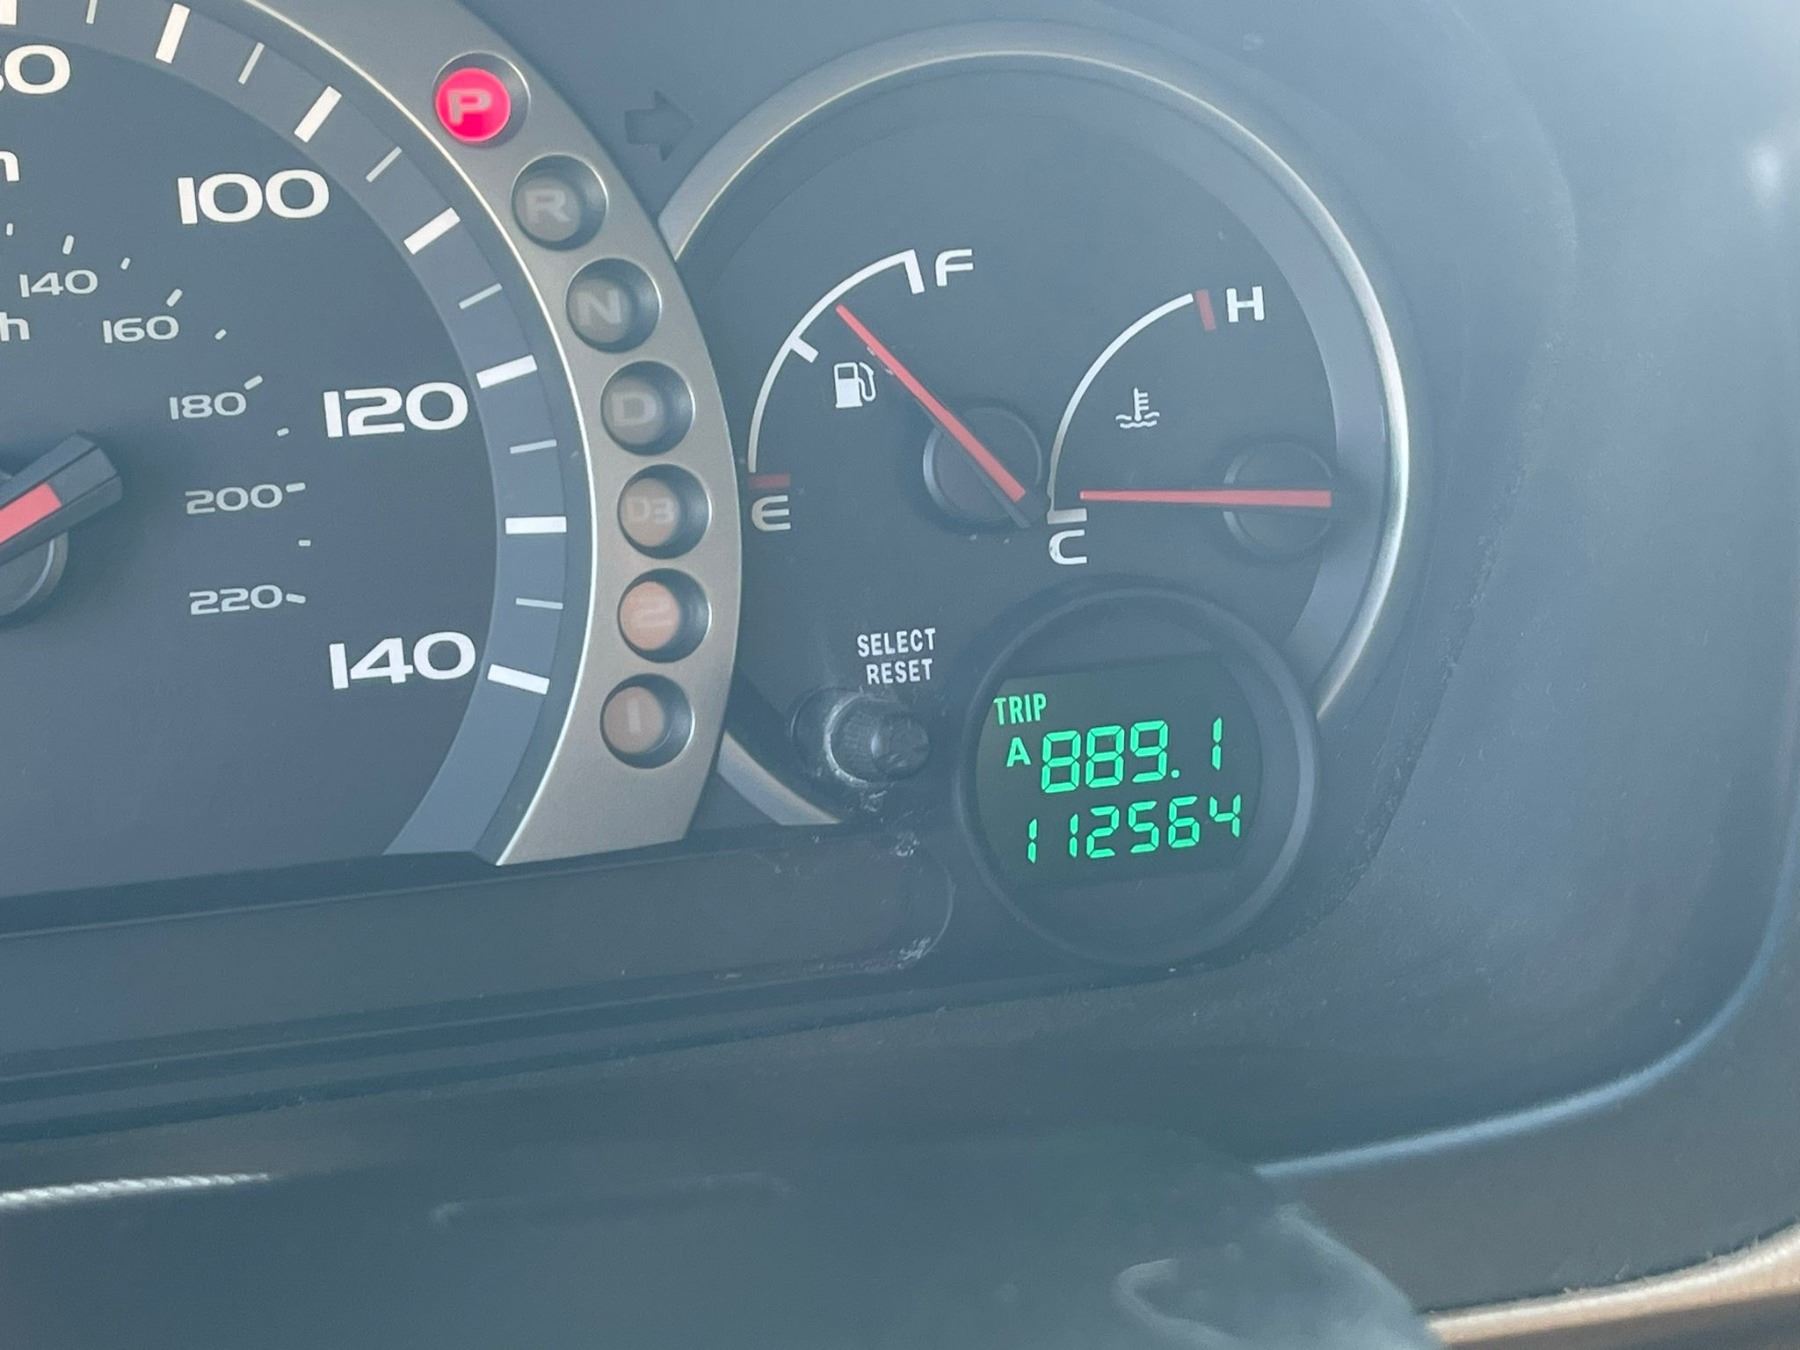 P
R
N
D
D3
2
1
100
120
140
140
160
180
200
220
F
E
H
C
SELECT
RESET
TRIP
A 889.1
112564